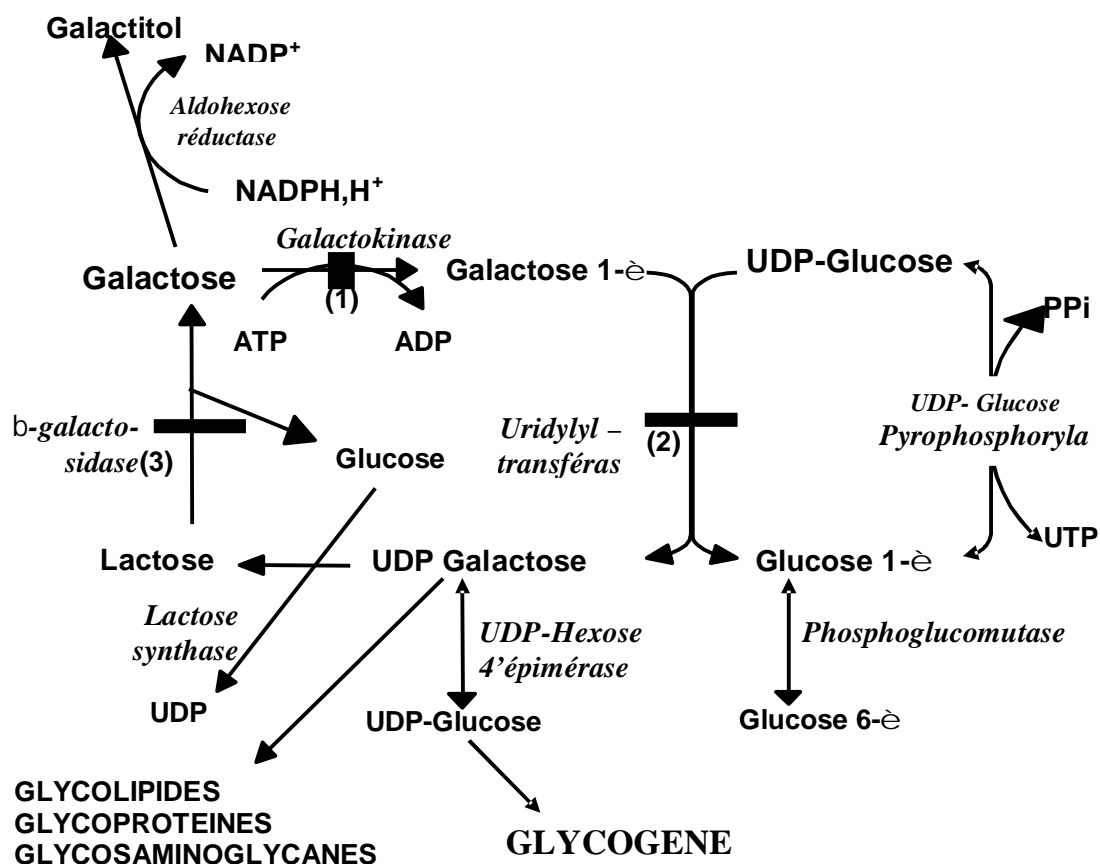 Galactitol
NADP⁺
Aldohexose
réductase
NADPH,H⁺
Galactokinase
Galactose
Galactose 1-è
UDP-Glucose
(1)
PPi
ATP
ADP
UDP- Glucose
Pyrophosphoryla
b-galacto-
sidase(3)
Glucose
Uridylyl –
transféras
(2)
UTP
Lactose
UDP Galactose
Glucose 1-è
Lactose
synthase
UDP-Hexose
4’épimérase
Phosphoglucomutase
UDP
UDP-Glucose
Glucose 6-è
GLYCOLIPIDES
GLYCOPROTEINES
GLYCOSAMINOGLYCANES
GLYCOGENE